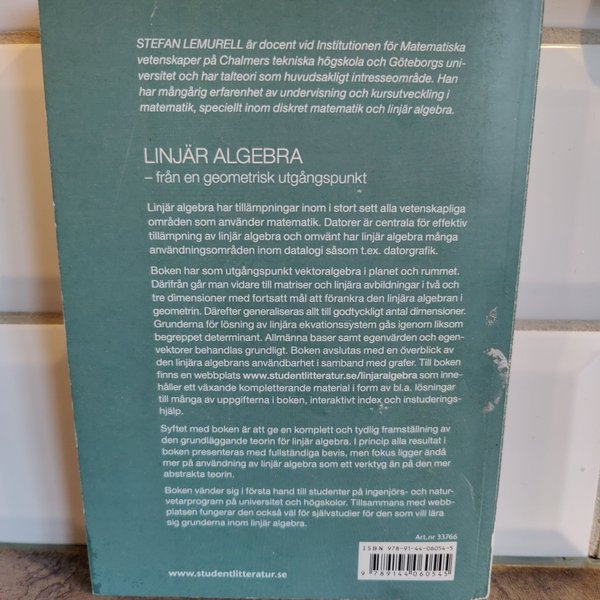 STEFAN LEMURELL är docent vid Institutionen för Matematiska
vetenskaper på Chalmers tekniska högskola och Göteborgs uni-
versitet och har talteori som huvudsakligt intresseområde. Han
har mångårig erfarenhet av undervisning och kursutveckling i
matematik, speciellt inom diskret matematik och linjär algebra.
LINJÄR ALGEBRA
– från en geometrisk utgångspunkt
Linjär algebra har tillämpningar inom i stort sett alla vetenskapliga
områden som använder matematik. Datorer är centrala för effektiv
tillämpning av linjär algebra och omvänt har linjär algebra många
användningsområden inom datalogi såsom t.ex. datorgrafik.
Boken har som utgångspunkt vektoralgebra i planet och rummet.
Därifrån går man vidare till matriser och linjära avbildningar i två och
tre dimensioner med fortsatt mål att förankra den linjära algebran i
geometrin. Därefter generaliseras allt till godtyckligt antal dimensioner.
Grunderna för lösning av linjära ekvationssystem gås igenom liksom
begreppet determinant. Allmänna baser samt egenvärden och egen-
vektorer behandlas grundligt. Boken avslutas med en överblick av
den linjära algebrans användbarhet i samband med grafer. Till boken
finns en webbplats www.studentlitteratur.se/linjaralgebra som inne-
håller ett växande kompletterande material i form av bl.a. lösningar
till många av uppgifterna i boken, interaktivt index och instuderings-
hjälp.
Syftet med boken är att ge en komplett och tydlig framställning av
den grundläggande teorin för linjär algebra. I princip alla resultat i
boken presenteras med fullständiga bevis, men fokus ligger ändå
mer på användning av linjär algebra som ett verktyg än på den mer
abstrakta teorin.
Boken vänder sig i första hand till studenter på ingenjörs- och natur-
vetarprogram på universitet och högskolor. Tillsammans med webb-
platsen fungerar den också väl för självstudier för den som vill lära
sig grunderna inom linjär algebra.
Art.nr 33766
ISBN 978-91-44-06054-5
9 789144 060545
www.studentlitteratur.se